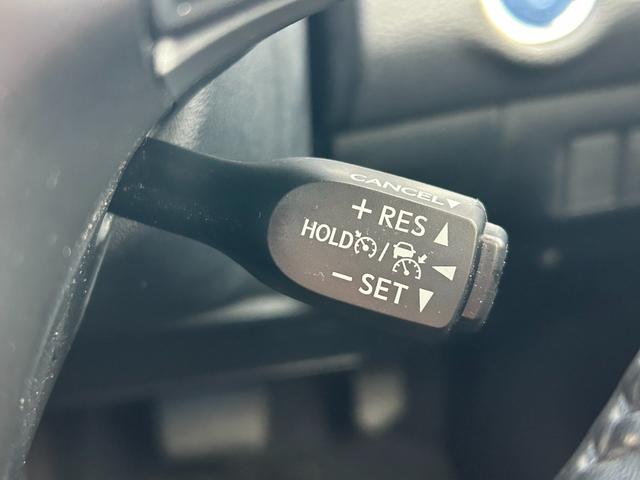 CANCEL▼
+ RES ▲
HOLD /
− SET ▼